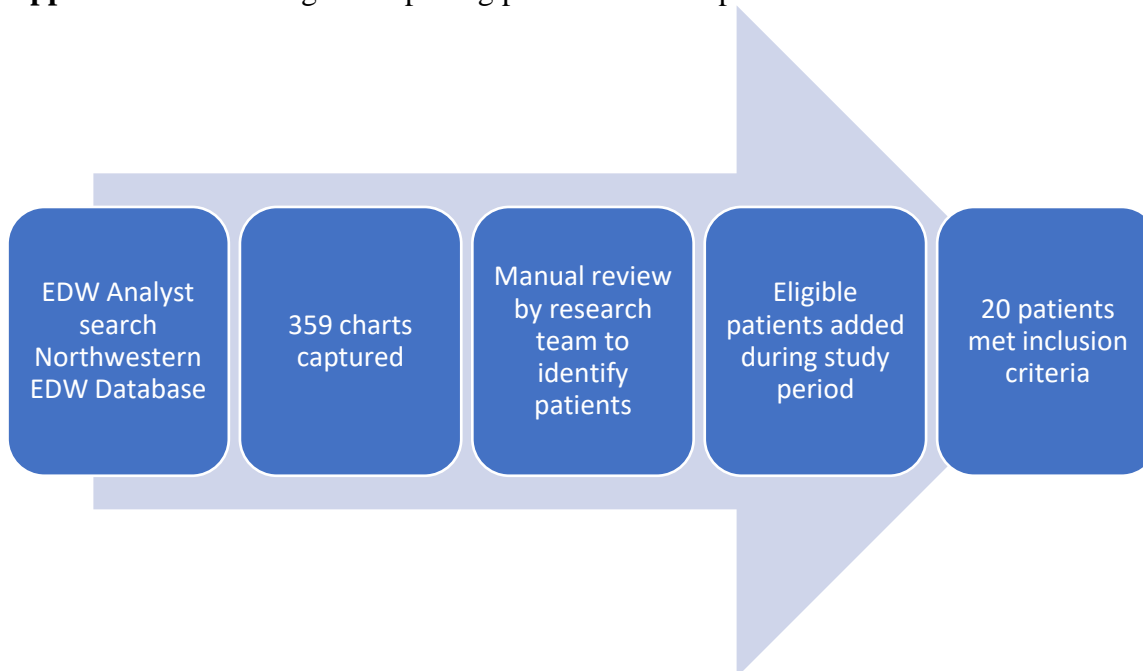 EDW Analyst
search
Northwestern
EDW Database
359 charts
captured
Manual review
by research
team to
identify
patients
Eligible
patients added
during study
period
20 patients
met inclusion
criteria